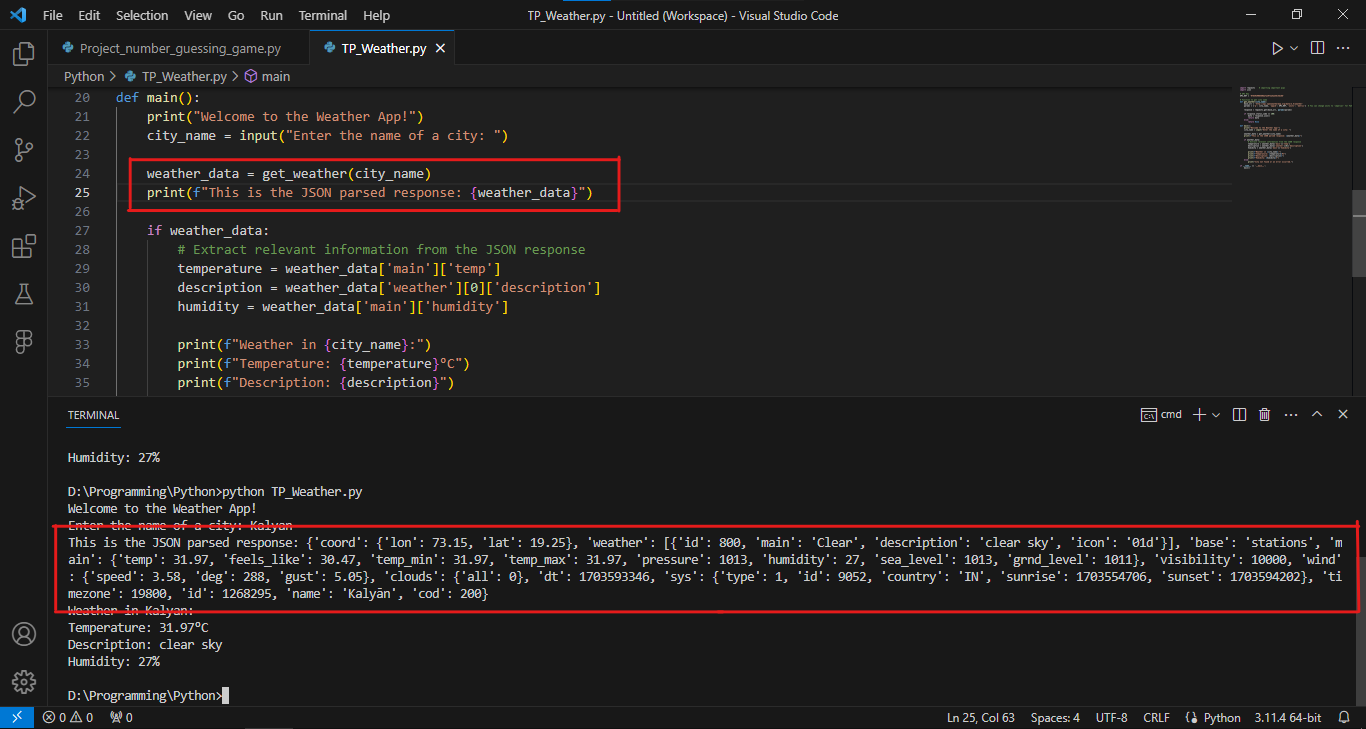 File Edit Selection View Go Run Terminal Help
TP_Weather.py - Untitled (Workspace) - Visual Studio Code
Project_number_guessing_game.py
TP_Weather.py
Python > TP_Weather.py > main
20 def main():
21 print("Welcome to the Weather App!")
22 city_name = input("Enter the name of a city: ")
23
24 weather_data = get_weather(city_name)
25 print(f"This is the JSON parsed response: {weather_data}")
26
27 if weather_data:
28 # Extract relevant information from the JSON response
29 temperature = weather_data['main']['temp']
30 description = weather_data['weather'][0]['description']
31 humidity = weather_data['main']['humidity']
32
33 print(f"Weather in {city_name}:")
34 print(f"Temperature: {temperature}ºC")
35 print(f"Description: {description}")
TERMINAL
cmd
Humidity: 27%
D:\Programming\Python>python TP_Weather.py
Welcome to the Weather App!
Enter the name of a city: Kalyan
This is the JSON parsed response: {'coord': {'lon': 73.15, 'lat': 19.25}, 'weather': [{'id': 800, 'main': 'Clear', 'description': 'clear sky', 'icon': '01d'}], 'base': 'stations', 'm
ain': {'temp': 31.97, 'feels_like': 30.47, 'temp_min': 31.97, 'temp_max': 31.97, 'pressure': 1013, 'humidity': 27, 'sea_level': 1013, 'grnd_level': 1011}, 'visibility': 10000, 'wind'
: {'speed': 3.58, 'deg': 288, 'gust': 5.05}, 'clouds': {'all': 0}, 'dt': 1703593346, 'sys': {'type': 1, 'id': 9052, 'country': 'IN', 'sunrise': 1703554706, 'sunset': 1703594202}, 'ti
mezone': 19800, 'id': 1268295, 'name': 'Kalyān', 'cod': 200}
Weather in Kalyan:
Temperature: 31.97ºC
Description: clear sky
Humidity: 27%
D:\Programming\Python>
0 0 0 Ln 25, Col 63 Spaces: 4 UTF-8 CRLF Python 3.11.4 64-bit